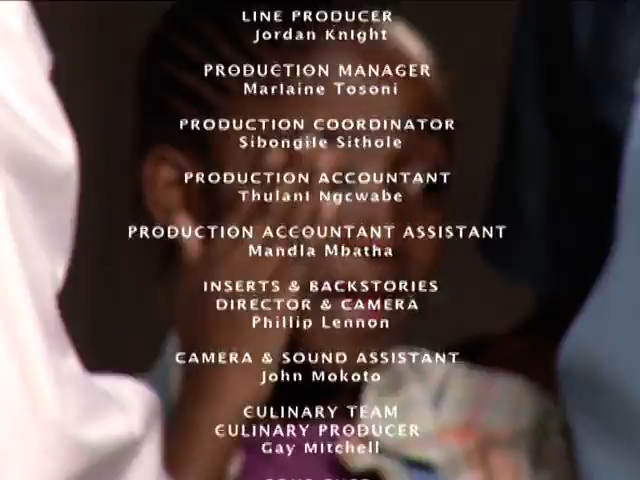 LINE PRODUCER
Jordan Knight
PRODUCTION MANAGER
Marlaine Tosoni
PRODUCTION COORDINATOR
Sibongile Sithole
PRODUCTION ACCOUNTANT
Thulani Ngcwabe
PRODUCTION ACCOUNTANT ASSISTANT
Mandla Mbatha
INSERTS & BACKSTORIES
DIRECTOR & CAMERA
Phillip Lennon
CAMERA & SOUND ASSISTANT
John Mokoto
CULINARY TEAM
CULINARY PRODUCER
Gay Mitchell